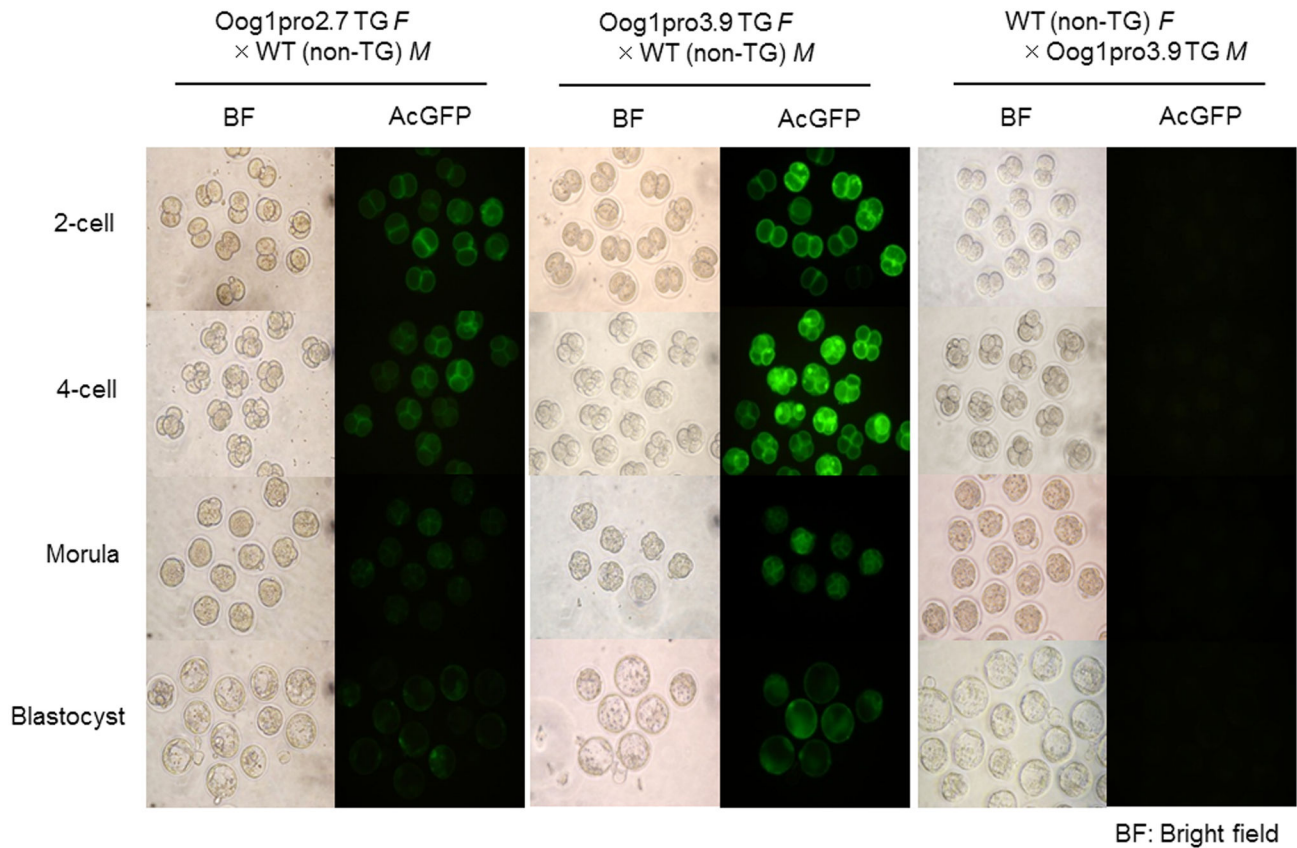 Oog1pro2.7 TG F
× WT (non-TG) M
Oog1pro3.9 TG F
× WT (non-TG) M
WT (non-TG) F
× Oog1pro3.9 TG M
BF
AcGFP
BF
AcGFP
BF
AcGFP
2-cell
4-cell
Morula
Blastocyst
BF: Bright field